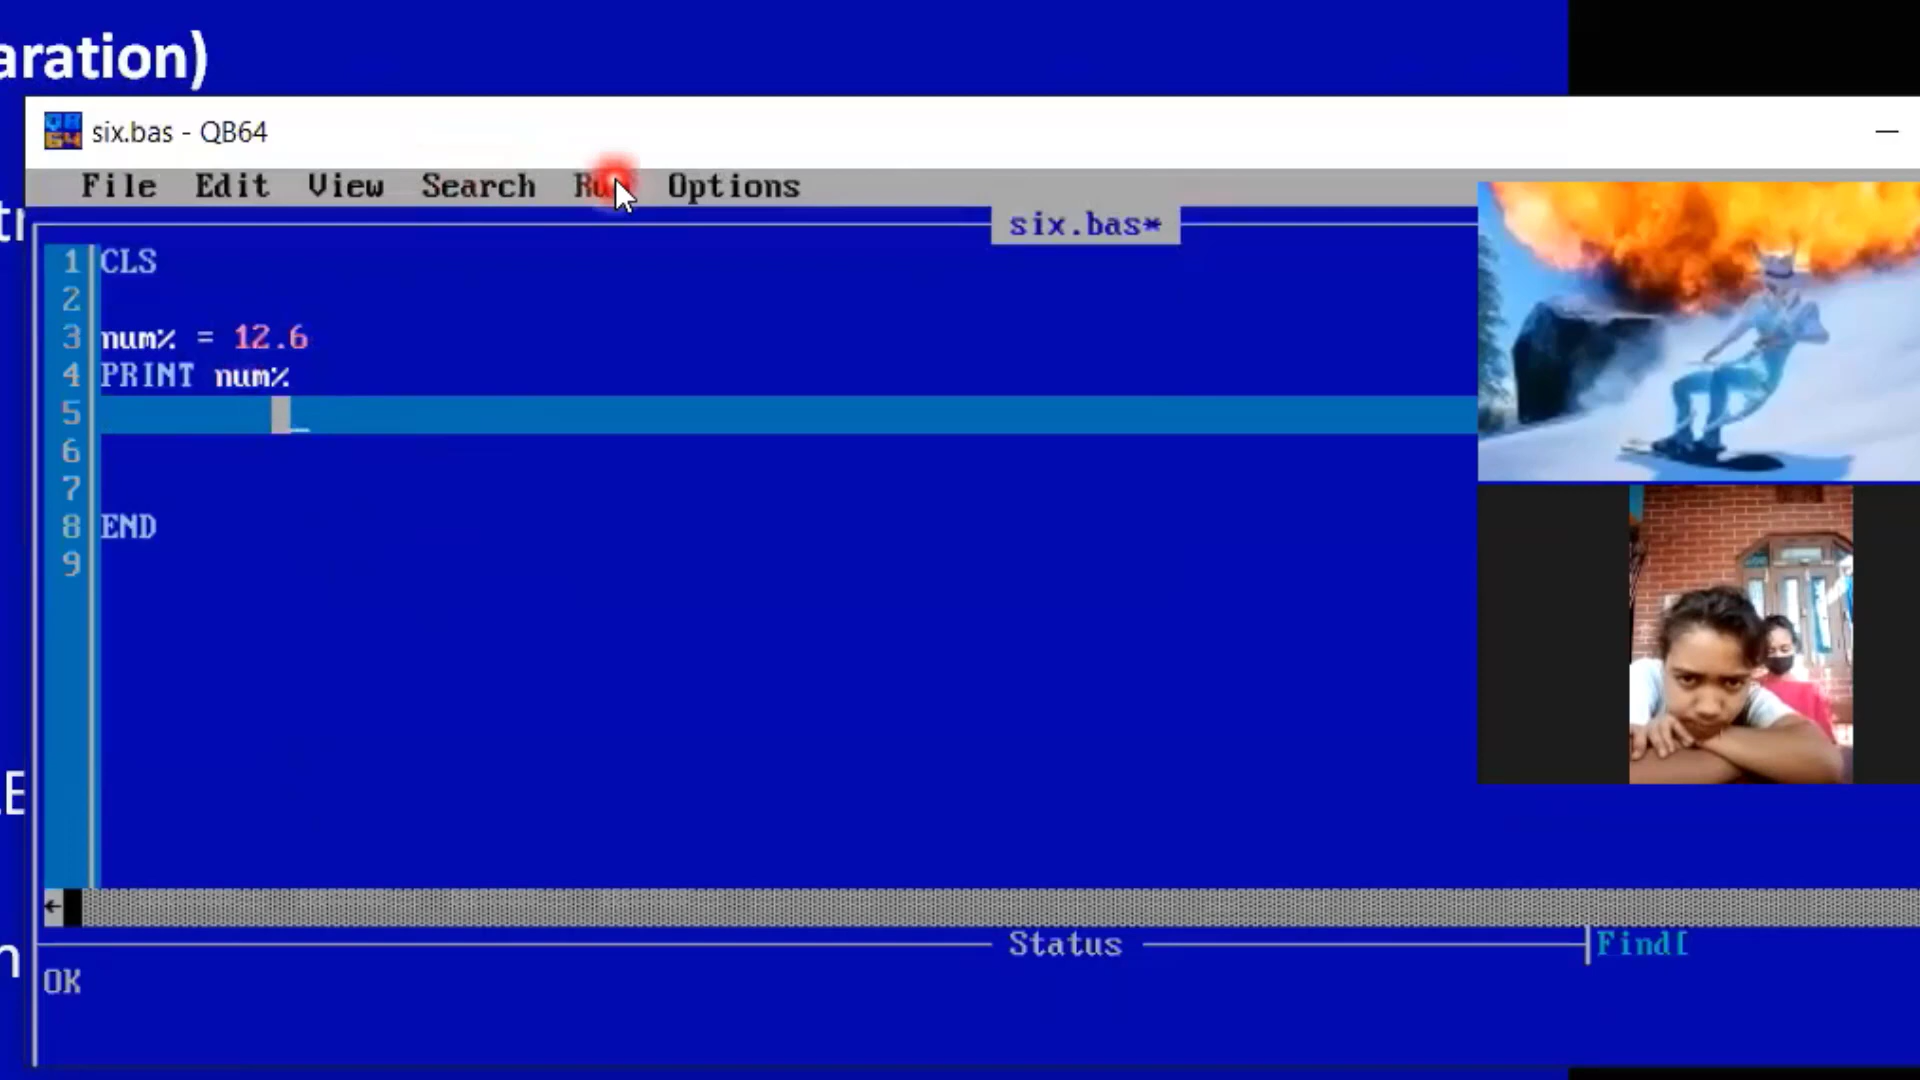 aration)
six.bas - QB64
File Edit View Search Options
six.bas*
1 CLS
2
3 num% = 12.6
4 PRINT num%
5
6
7
8 END
9
Status
Find[
OK